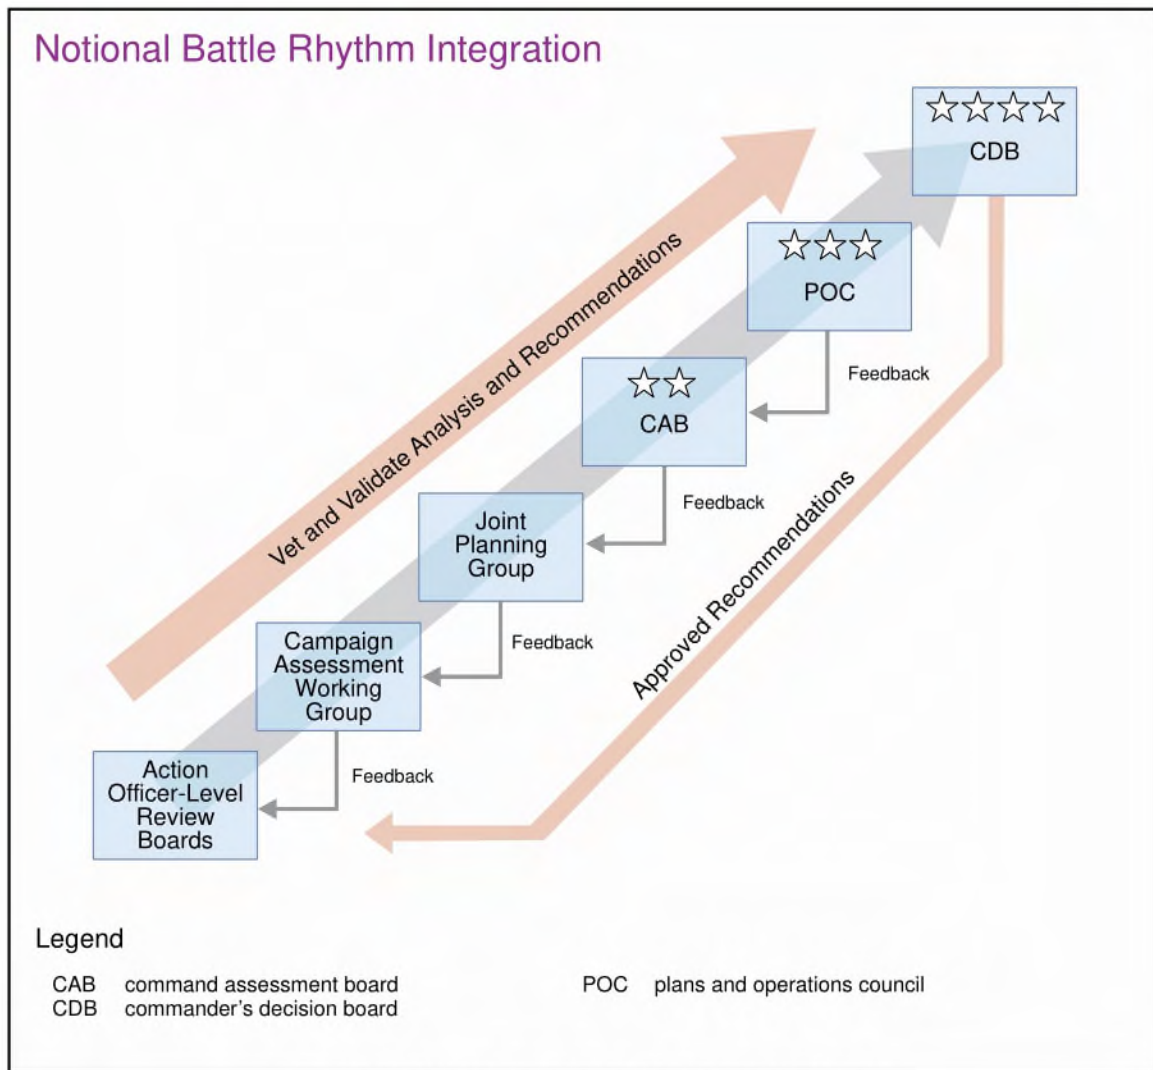 Notional Battle Rhythm Integration
CDB
POC
Feedback
CAB
Feedback
Vet and Validate Analysis and Recommendations
Joint
Planning
Group
Feedback
Approved Recommendations
Campaign
Assessment
Working
Group
Feedback
Action
Officer-Level
Review
Boards
Legend
CAB command assessment board
CDB commander's decision board
POC plans and operations council